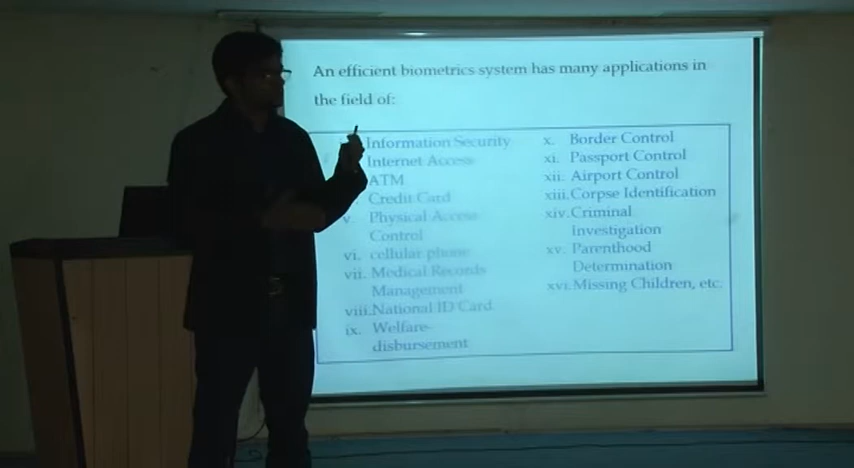 An efficient biometrics system has many applications in
the field of:
Information Security
Internet Access
ATM
Credit Card
v. Physical Access
Control
vi. cellular phone
vii. Medical Records
Management
viii. National ID Card
ix. Welfare-
disbursement
x. Border Control
xi. Passport Control
xii. Airport Control
xiii. Corpse Identification
xiv. Criminal
Investigation
xv. Parenthood
Determination
xvi. Missing Children, etc.